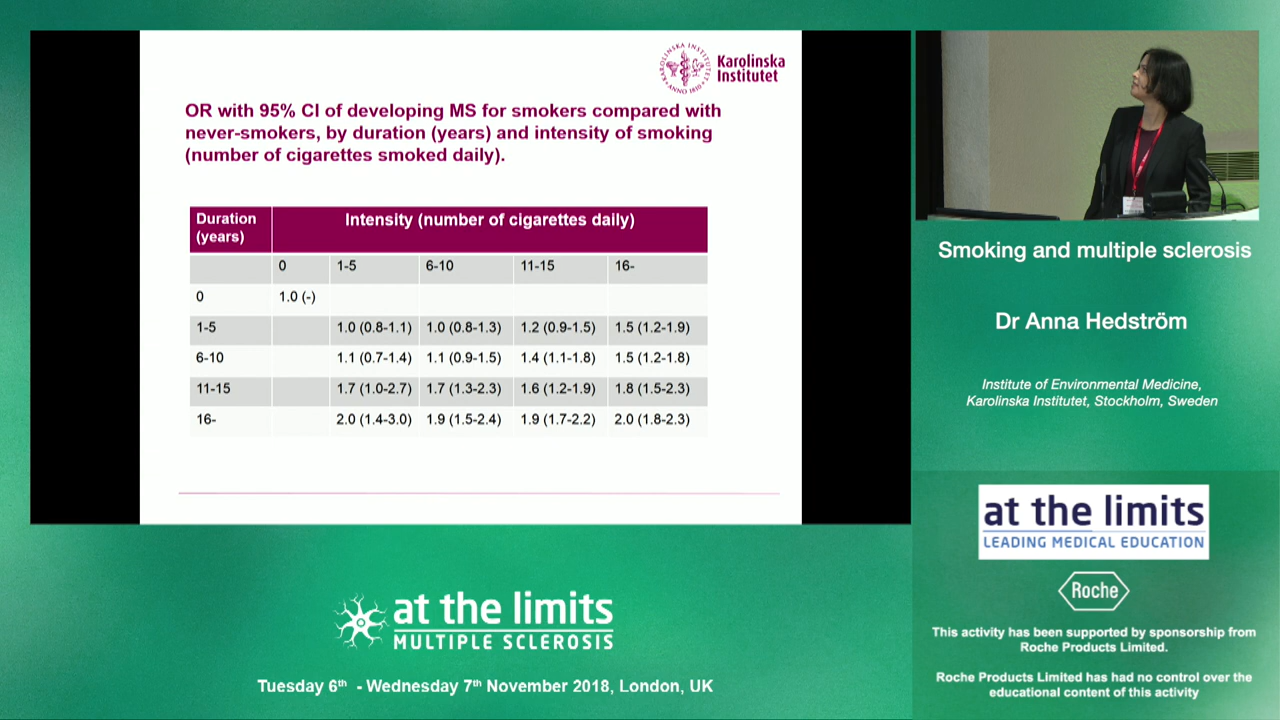 Karolinska
Institutet
KAROLINSKA INSTITUTET
ANNO 1810
OR with 95% CI of developing MS for smokers compared with
never-smokers, by duration (years) and intensity of smoking
(number of cigarettes smoked daily).
Duration
(years)
Intensity (number of cigarettes daily)
0 1-5 6-10 11-15 16-
0 1.0 (-)
1-5 1.0 (0.8-1.1) 1.0 (0.8-1.3) 1.2 (0.9-1.5) 1.5 (1.2-1.9)
6-10 1.1 (0.7-1.4) 1.1 (0.9-1.5) 1.4 (1.1-1.8) 1.5 (1.2-1.8)
11-15 1.7 (1.0-2.7) 1.7 (1.3-2.3) 1.6 (1.2-1.9) 1.8 (1.5-2.3)
16- 2.0 (1.4-3.0) 1.9 (1.5-2.4) 1.9 (1.7-2.2) 2.0 (1.8-2.3)
at the limits
MULTIPLE SCLEROSIS
Tuesday 6th - Wednesday 7th November 2018, London, UK
Smoking and multiple sclerosis
Dr Anna Hedström
Institute of Environmental Medicine,
Karolinska Institutet, Stockholm, Sweden
at the limits
LEADING MEDICAL EDUCATION
Roche
This activity has been supported by sponsorship from
Roche Products Limited.
Roche Products Limited has had no control over the
educational content of this activity